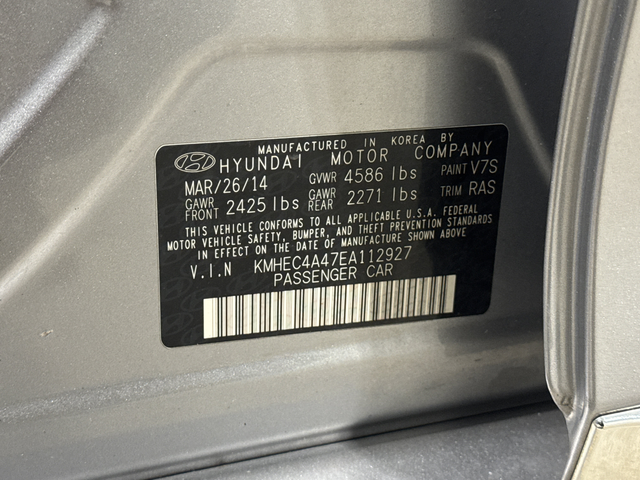 MANUFACTURED IN KOREA BY
HYUNDAI MOTOR COMPANY
MAR/26/14 GVWR 4586 lbs PAINT V7S
GAWR FRONT 2425 lbs GAWR REAR 2271 lbs TRIM RAS
THIS VEHICLE CONFORMS TO ALL APPLICABLE U.S.A. FEDERAL
MOTOR VEHICLE SAFETY, BUMPER, AND THEFT PREVENTION STANDARDS
IN EFFECT ON THE DATE OF MANUFACTURE SHOWN ABOVE.
V.I.N KMHEC4A47EA112927
PASSENGER CAR